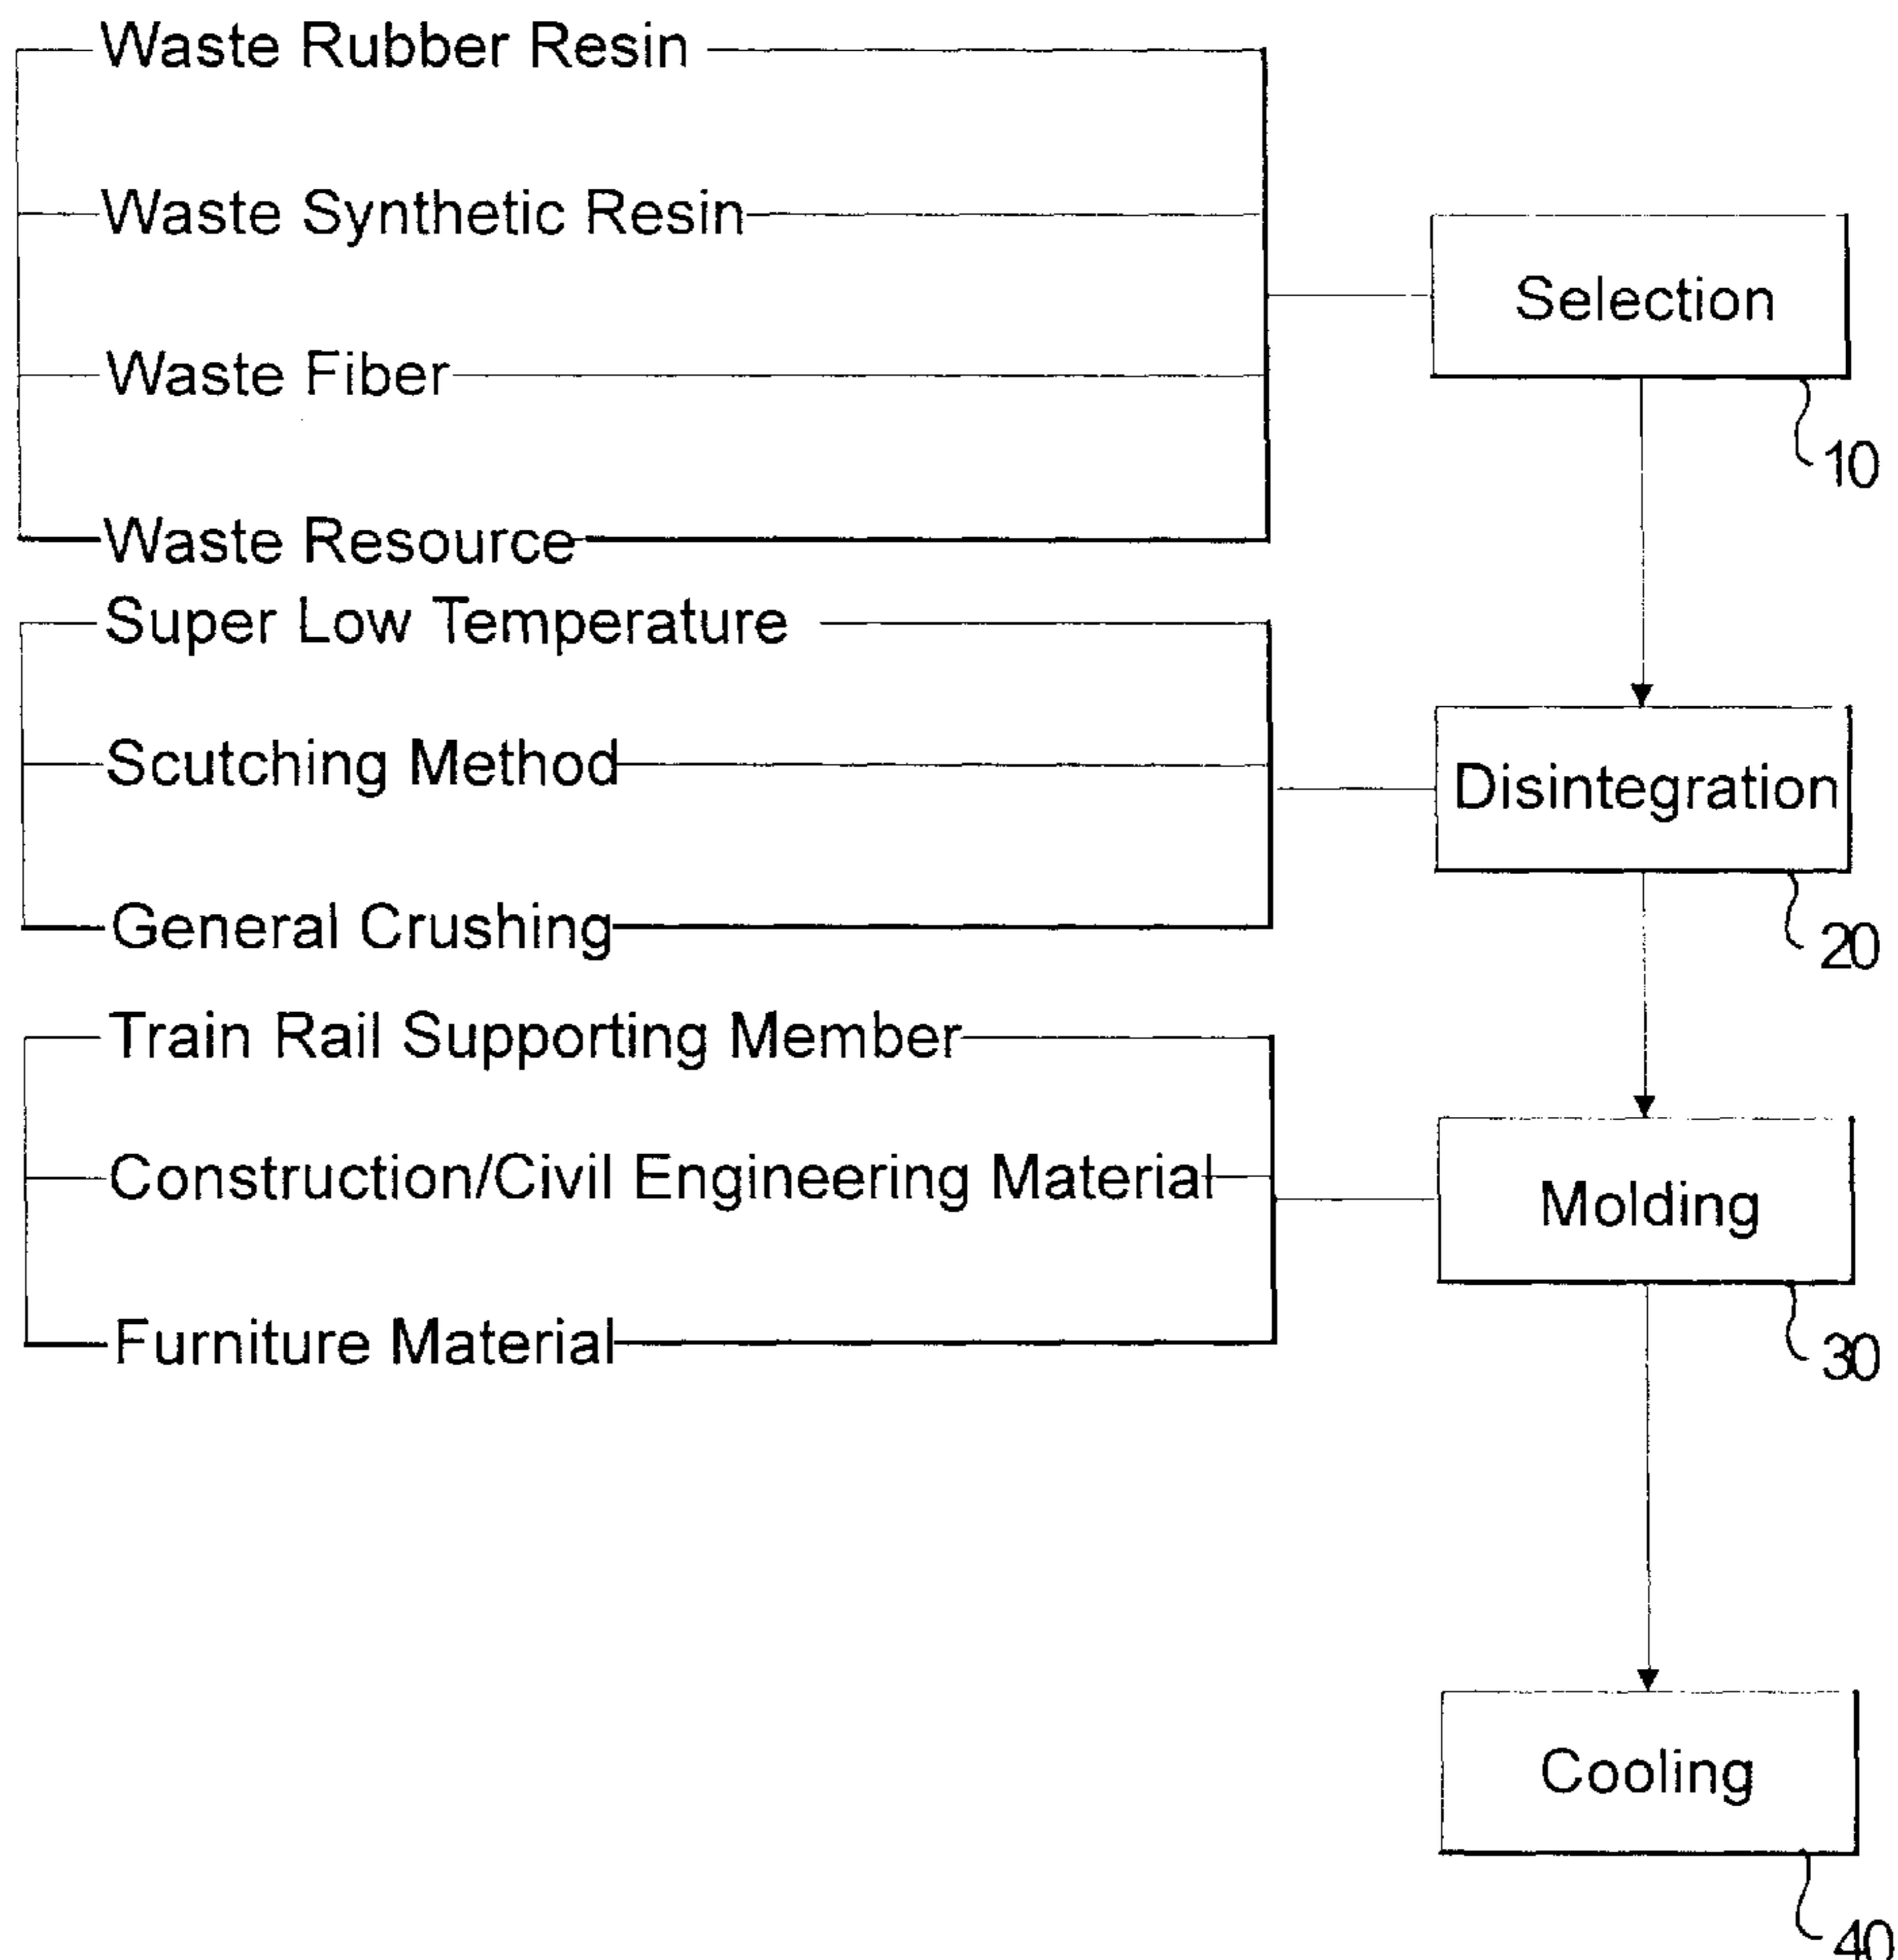 Waste Rubber Resin
Waste Synthetic Resin
Selection
Waste Fiber
10
Waste Resource
Super Low Temperature
Scutching Method
Disintegration
General Crushing
20
Train Rail Supporting Member
Construction/Civil Engineering Material
Molding
Furniture Material
30
Cooling
40